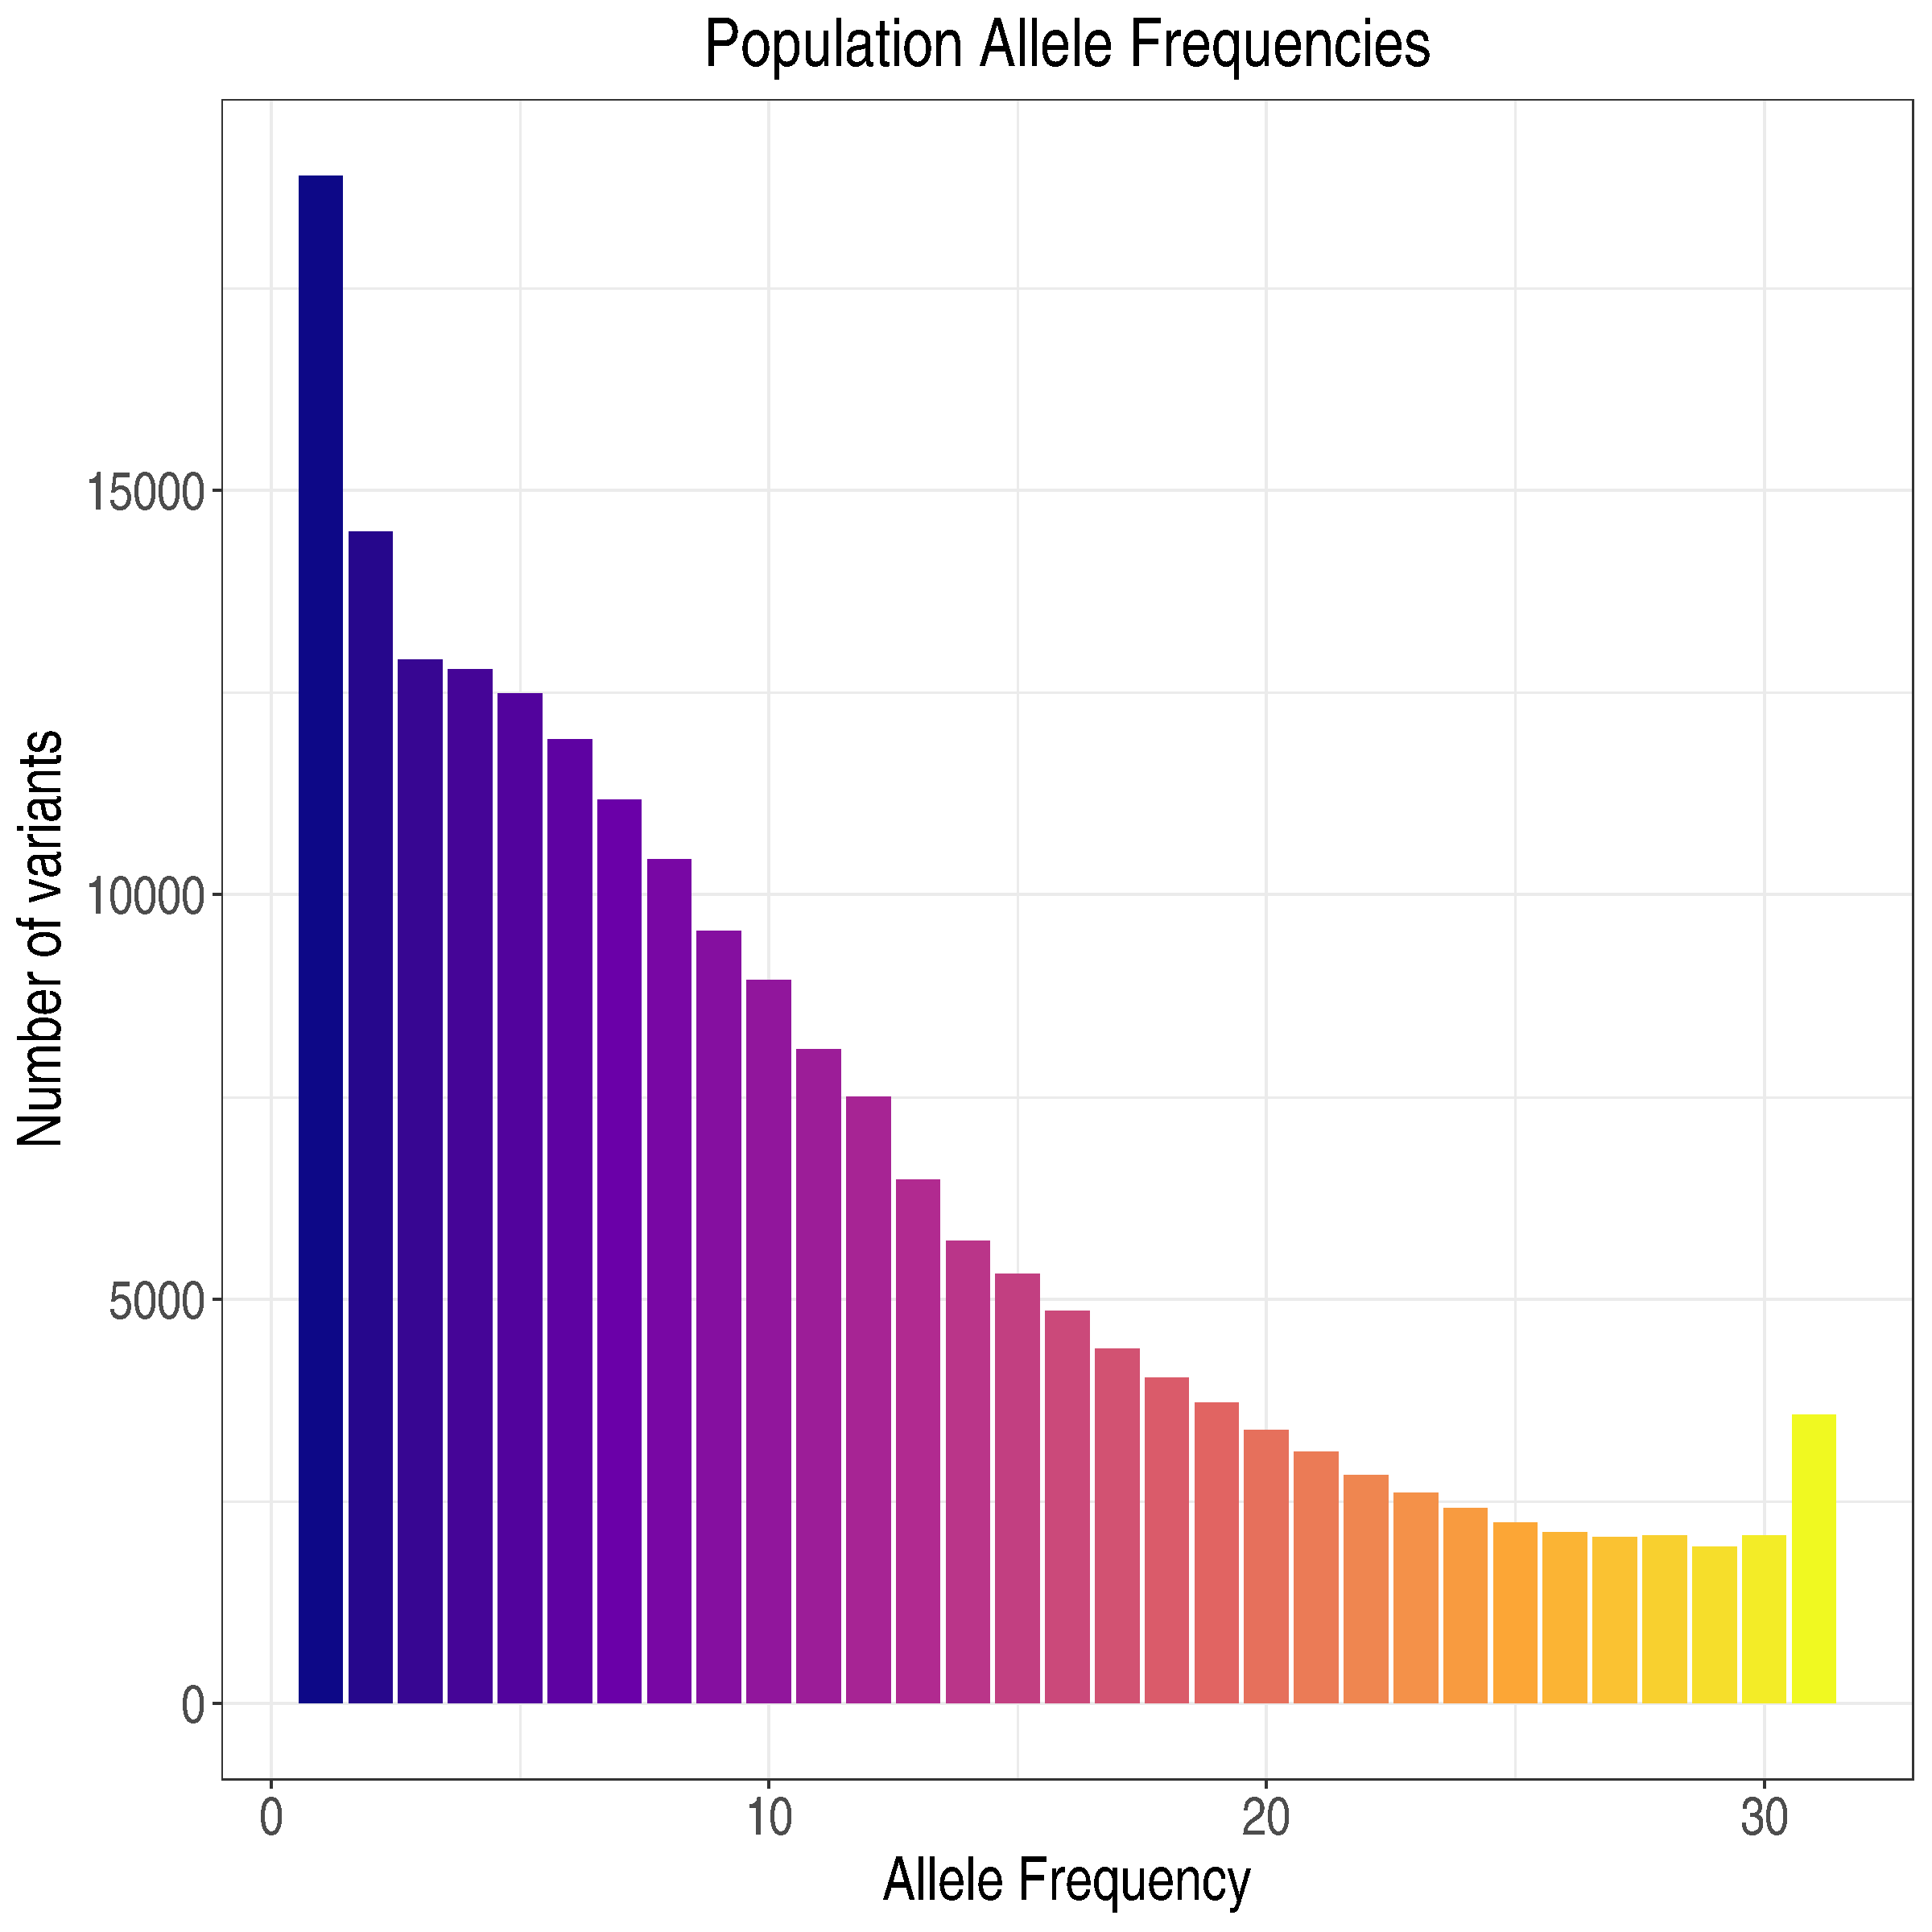 Population Allele Frequencies
Number of variants
15000
10000
5000
0
0 10 20 30
Allele Frequency